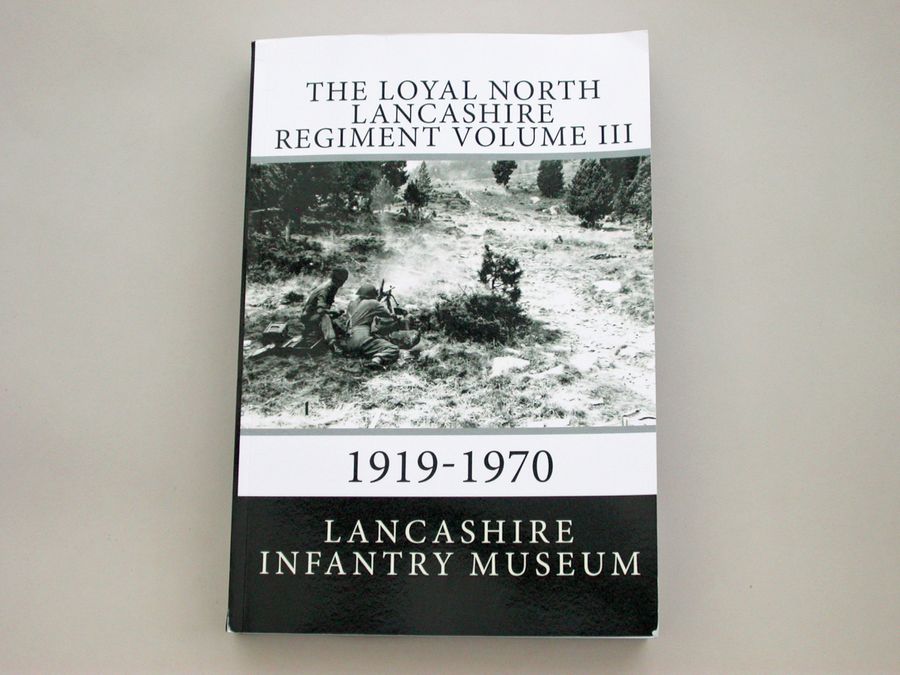 THE LOYAL NORTH
LANCASHIRE
REGIMENT VOLUME III
1919-1970
LANCASHIRE
INFANTRY MUSEUM